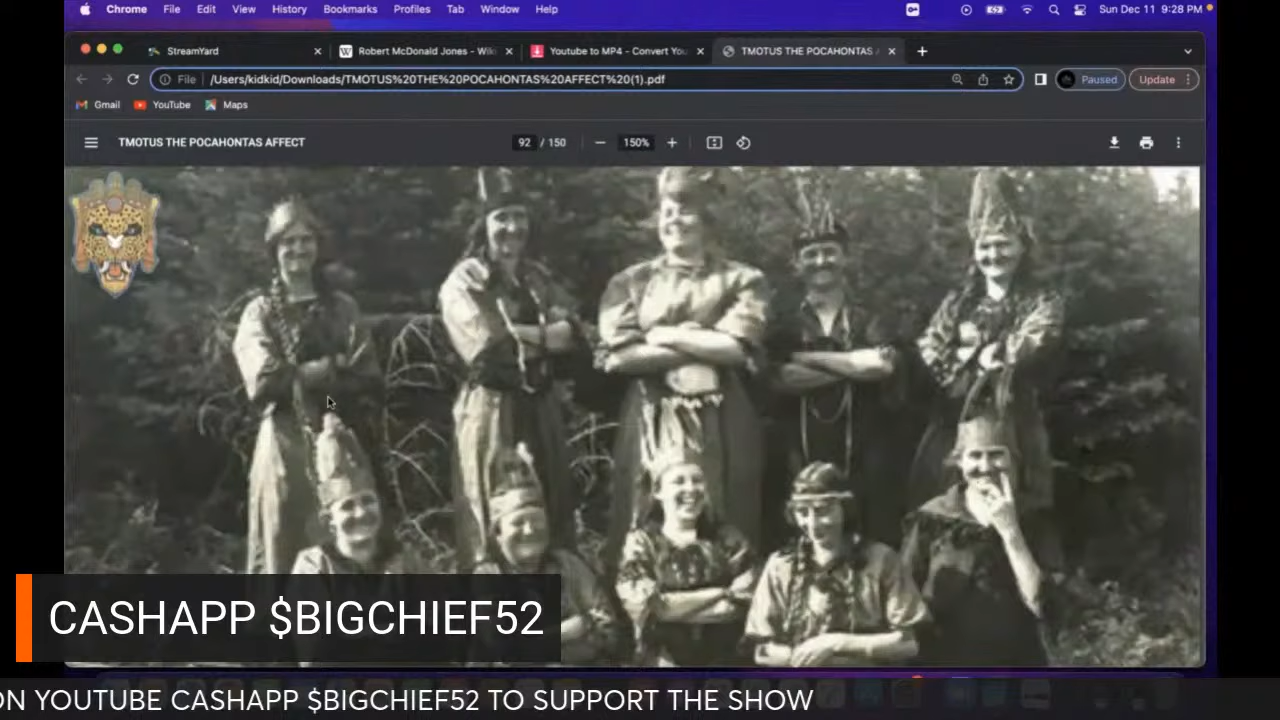 Chrome File Edit View History Bookmarks Profiles Tab Window Help Sun Dec 11 9:28 PM
StreamYard Robert McDonald Jones - Wiki Youtube to MP4 - Convert You TMOTUS THE POCAHONTAS A
File /Users/kidkid/Downloads/TMOTUS%20THE%20POCAHONTAS%20AFFECT%20(1).pdf Paused Update
Gmail YouTube Maps
TMOTUS THE POCAHONTAS AFFECT 92 / 150 150%
CASHAPP $BIGCHIEF52
ON YOUTUBE CASHAPP $BIGCHIEF52 TO SUPPORT THE SHOW